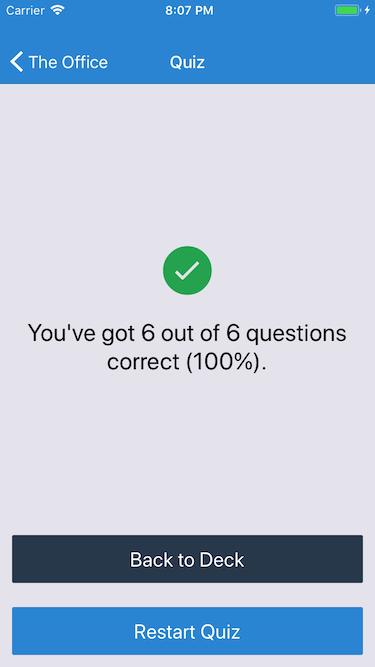 Carrier 8:07 PM
The Office Quiz
You've got 6 out of 6 questions
correct (100%).
Back to Deck
Restart Quiz